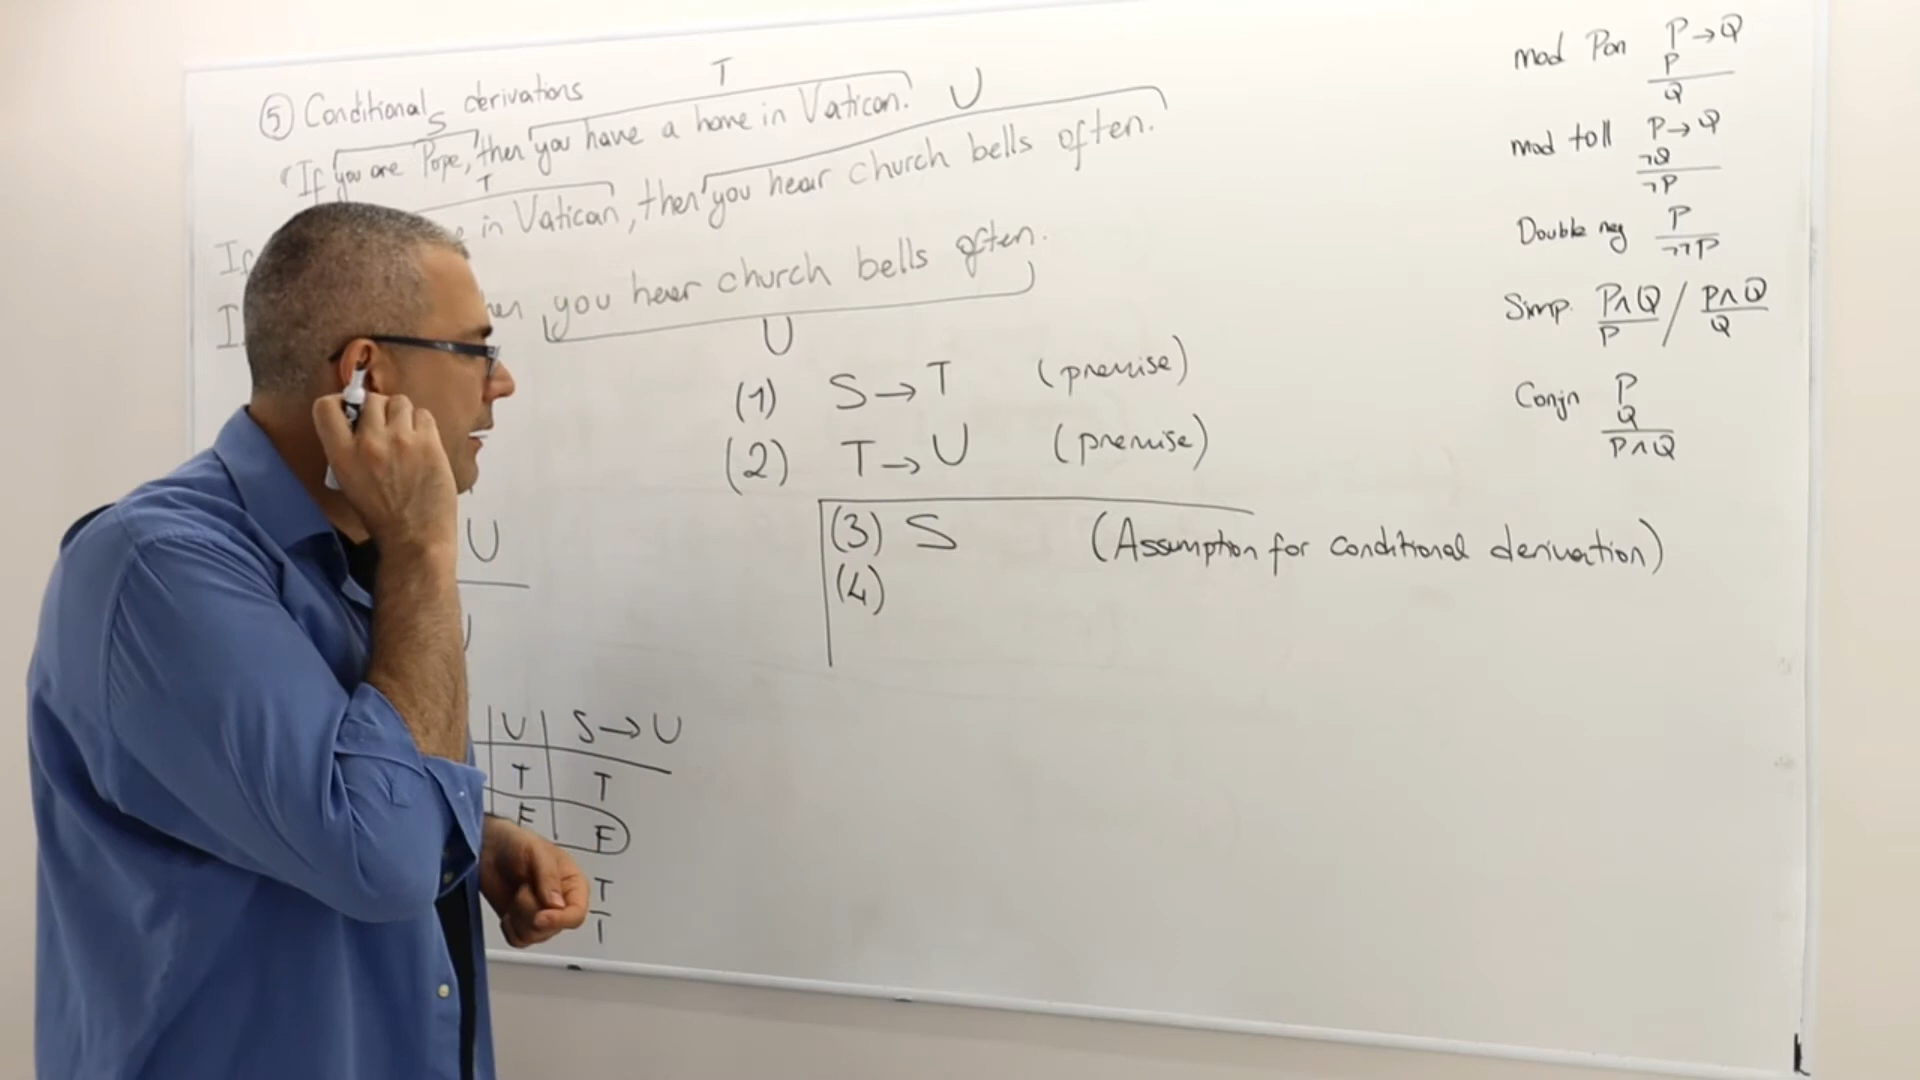 ⑤ Conditional derivations
S T
"If you are Pope, then you have a home in Vatican. U
T
If in Vatican, then you hear church bells often.
you hear church bells often.
U
(1) S → T (premise)
(2) T → U (premise)
(3) S (Assumption for conditional derivation)
(4)
U
U S → U
T T
F F
T
T
mod Pon P → Q
P
Q
mod toll P → Q
¬Q
¬P
Double neg P
¬¬P
Simp. P∧Q / P∧Q
P Q
Conjn P
Q
P∧Q